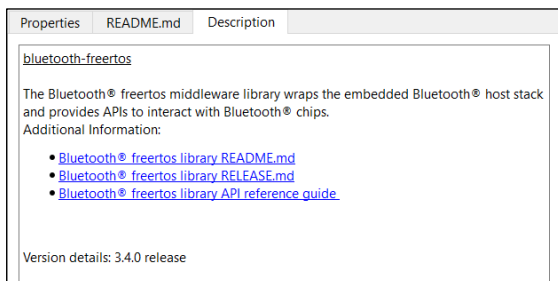 Properties README.md Description
bluetooth-freertos
The Bluetooth® freertos middleware library wraps the embedded Bluetooth® host stack
and provides APIs to interact with Bluetooth® chips.
Additional Information:
• Bluetooth® freertos library README.md
• Bluetooth® freertos library RELEASE.md
• Bluetooth® freertos library API reference guide
Version details: 3.4.0 release